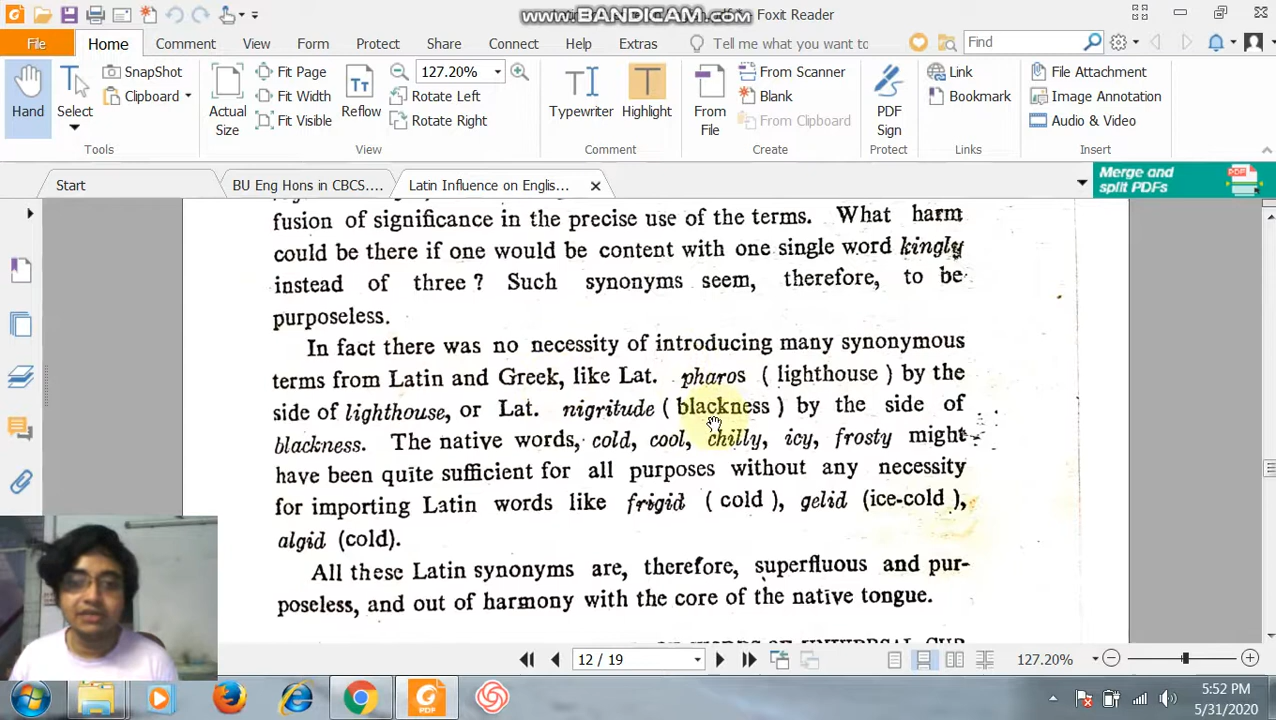 www.BANDICAM.com
Foxit Reader
File
Home
Comment
View
Form
Protect
Share
Connect
Help
Extras
Tell me what you want to
Find
Hand
Select
SnapShot
Clipboard
Tools
Actual
Size
Fit Page
Fit Width
Fit Visible
Reflow
127.20%
Rotate Left
Rotate Right
View
Typewriter
Highlight
Comment
From
File
From Scanner
Blank
From Clipboard
Create
PDF
Sign
Protect
Link
Bookmark
Links
File Attachment
Image Annotation
Audio & Video
Insert
Start
BU Eng Hons in CBCS....
Latin Influence on Englis...
Merge and
split PDFs
fusion of significance in the precise use of the terms. What harm
could be there if one would be content with one single word kingly
instead of three ? Such synonyms seem, therefore, to be
purposeless.
In fact there was no necessity of introducing many synonymous
terms from Latin and Greek, like Lat. pharos ( lighthouse ) by the
side of lighthouse, or Lat. nigritude ( blackness ) by the side of
blackness. The native words, cold, cool, chilly, icy, frosty might
have been quite sufficient for all purposes without any necessity
for importing Latin words like frigid ( cold ), gelid (ice-cold ),
algid (cold).
All these Latin synonyms are, therefore, superfluous and pur-
poseless, and out of harmony with the core of the native tongue.
12 / 19
127.20%
PDF
5:52 PM
5/31/2020